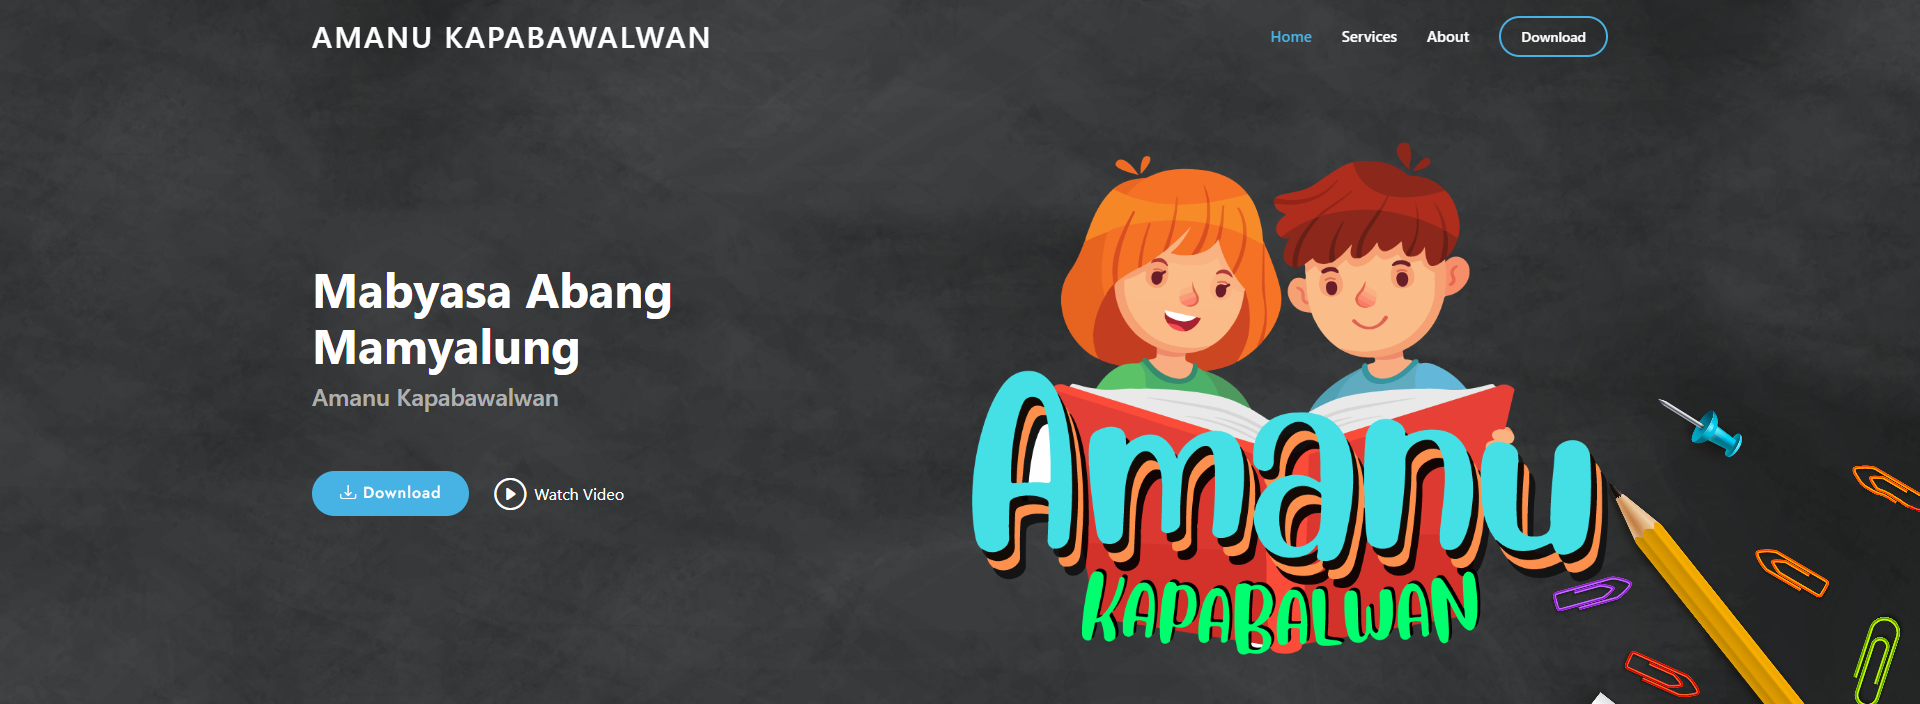 AMANU KAPABAWALWAN
Home Services About Download
Mabyasa Abang
Mamyalung
Amanu Kapabawalwan
Download Watch Video
Amanu
KAPABALWAN